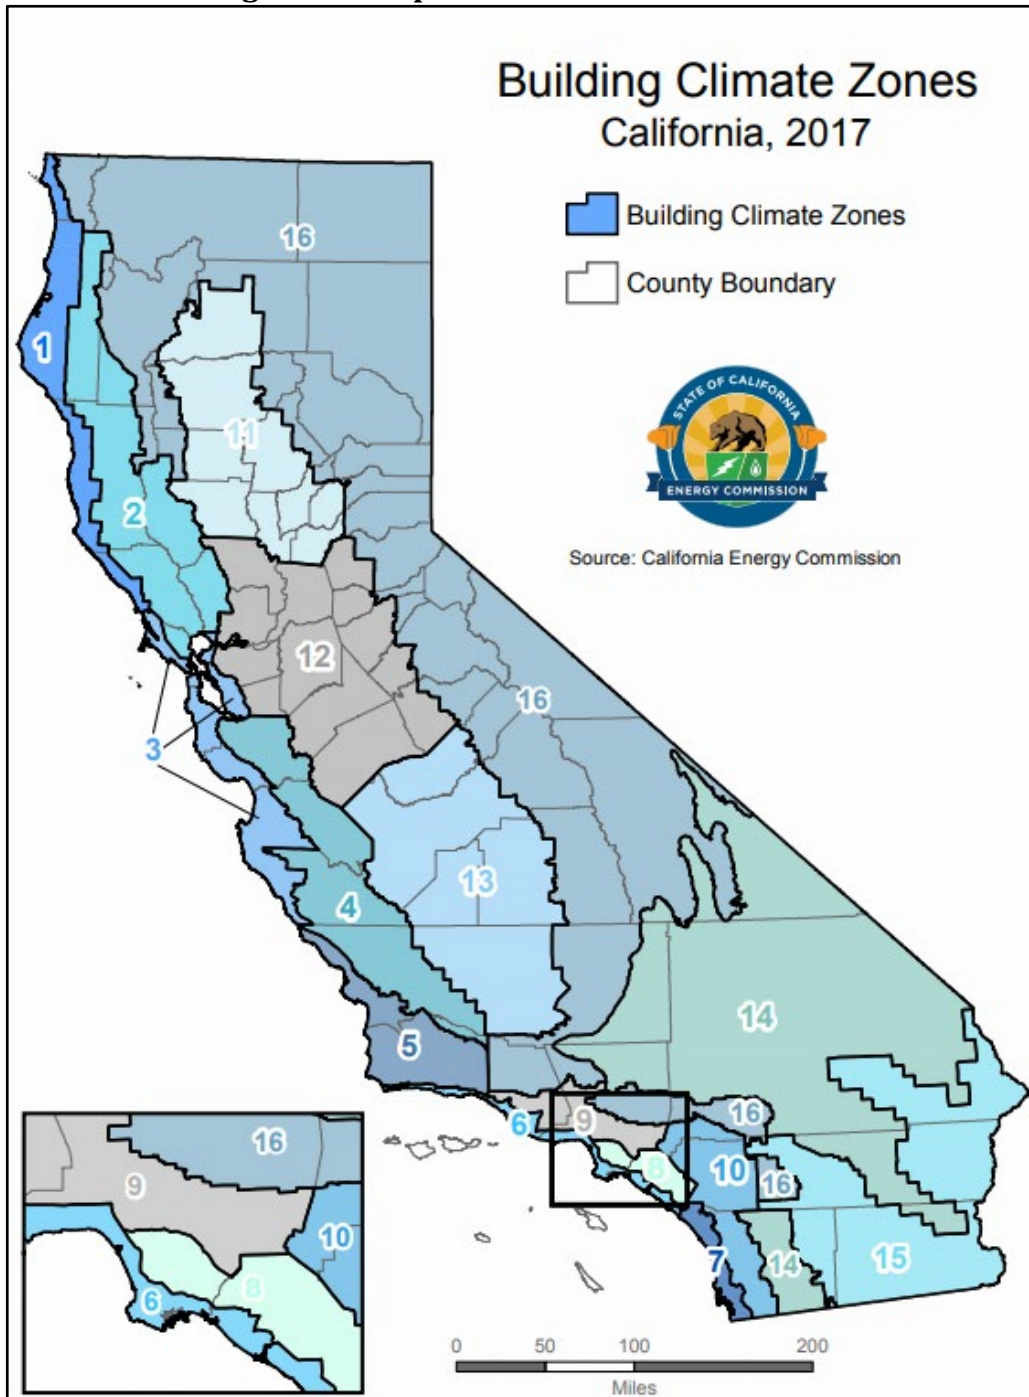 Building Climate Zones
California, 2017
Building Climate Zones
County Boundary
STATE OF CALIFORNIA
ENERGY COMMISSION
Source: California Energy Commission
16
1
11
2
12
16
3
13
4
14
5
6
9
16
8
10
16
7
14
15
16
9
10
8
6
0 50 100 200
Miles